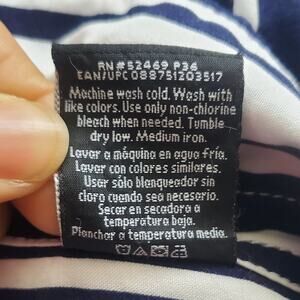 RN#52469 P36
EAN/UPC 088751203517
Machine wash cold. Wash with
like colors. Use only non-chlorine
bleach when needed. Tumble
dry low. Medium iron.
Lavar a máquina en agua fría.
Lavar con colores similares.
Usar sólo blanqueador sin
cloro cuando sea necesario.
Secar en secadora a
temperatura baja.
Planchar a temperatura media.